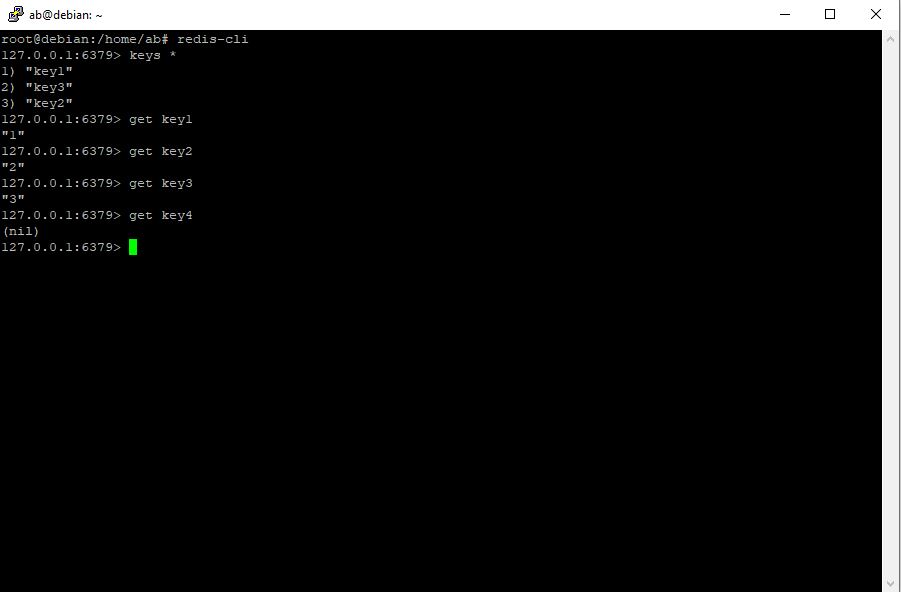 ab@debian: ~
root@debian:/home/ab# redis-cli
127.0.0.1:6379> keys *
1) "key1"
2) "key3"
3) "key2"
127.0.0.1:6379> get key1
"1"
127.0.0.1:6379> get key2
"2"
127.0.0.1:6379> get key3
"3"
127.0.0.1:6379> get key4
(nil)
127.0.0.1:6379>